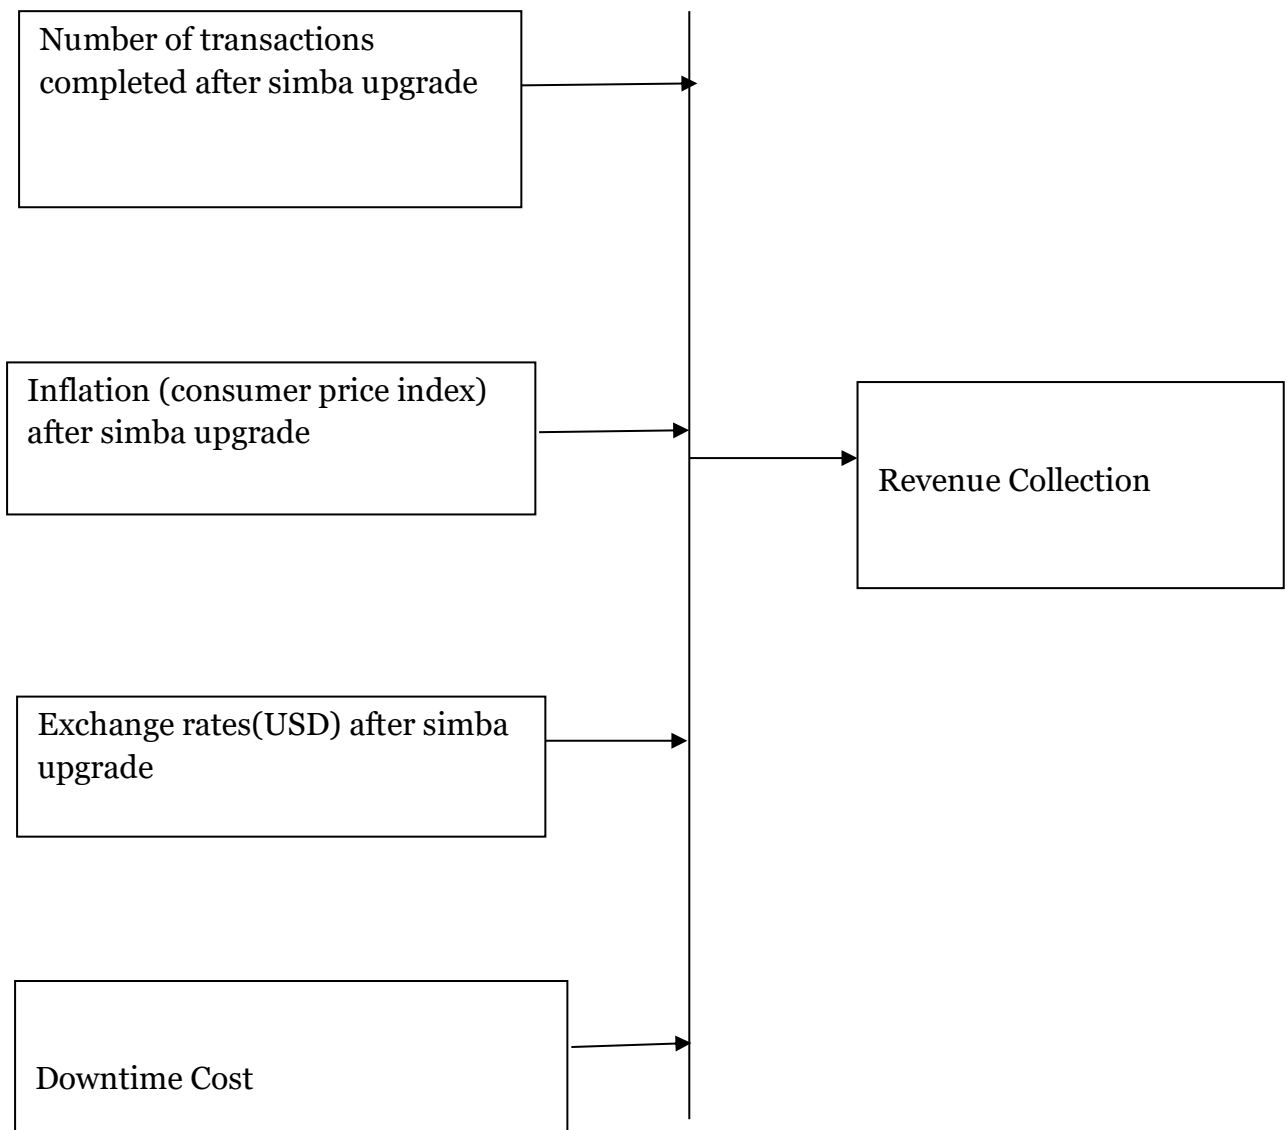 Number of transactions
completed after simba upgrade
Inflation (consumer price index)
after simba upgrade
Revenue Collection
Exchange rates(USD) after simba
upgrade
Downtime Cost